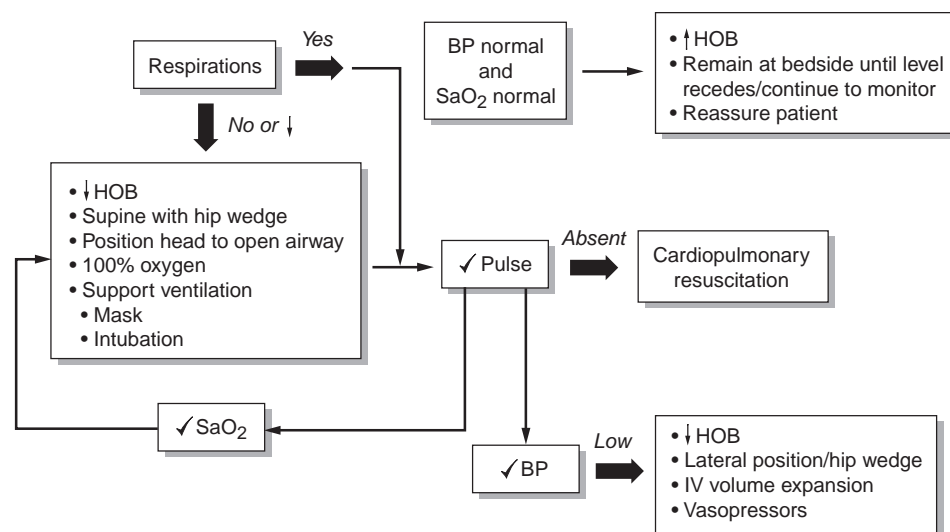 Respirations
Yes
No or ↓
BP normal
and
SaO2 normal
• ↑HOB
• Remain at bedside until level
recedes/continue to monitor
• Reassure patient
• ↓HOB
• Supine with hip wedge
• Position head to open airway
• 100% oxygen
• Support ventilation
• Mask
• Intubation
✓ Pulse
Absent
Cardiopulmonary
resuscitation
✓ SaO2
✓ BP
Low
• ↓HOB
• Lateral position/hip wedge
• IV volume expansion
• Vasopressors